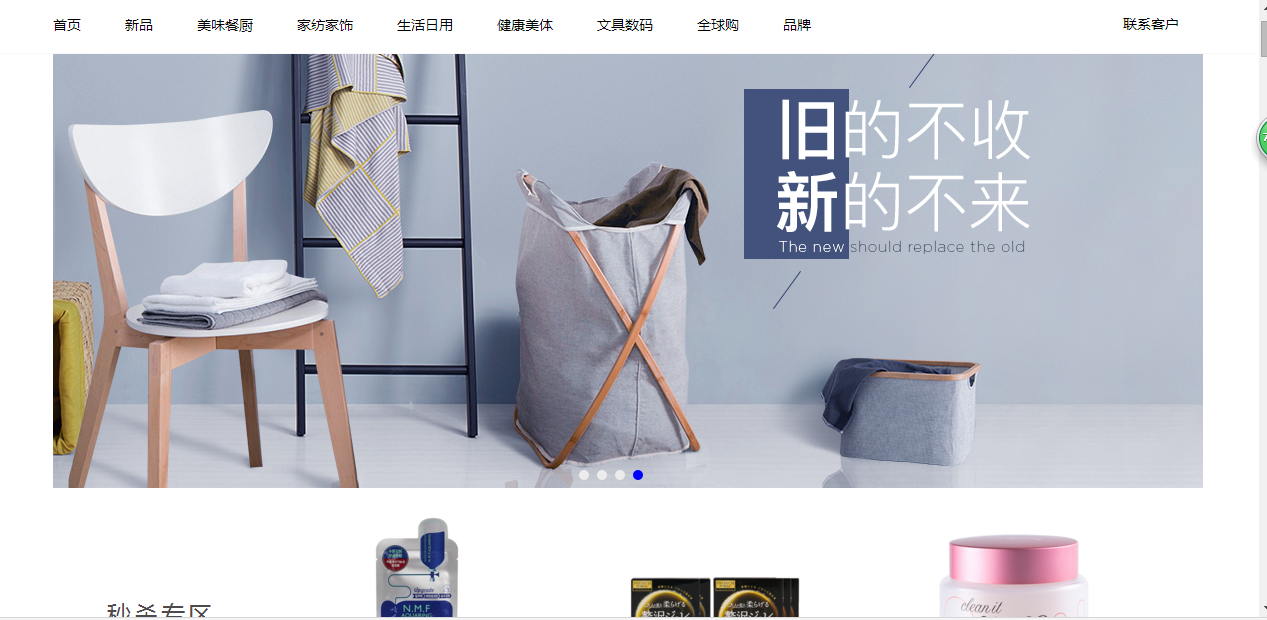 首页 新品 美味餐厨 家纺家饰 生活日用 健康美体 文具数码 全球购 品牌 联系客户
旧的不收
新的不来
The new should replace the old
秒杀专区
Upgrade
N.M.F
AQUARING
clean it